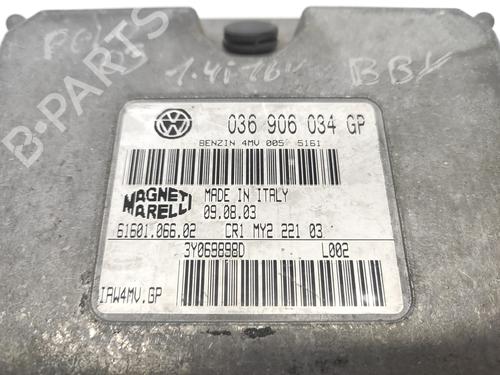 POLO
1.4i-16V BBY
036 906 034 GP
BENZIN 4MV 005 5161
MAGNETI MARELLI
MADE IN ITALY
09.08.03
61601.066.02 CR1 MY2 221 03
3Y069898D L002
IAW4MV.GP
B-PARTS